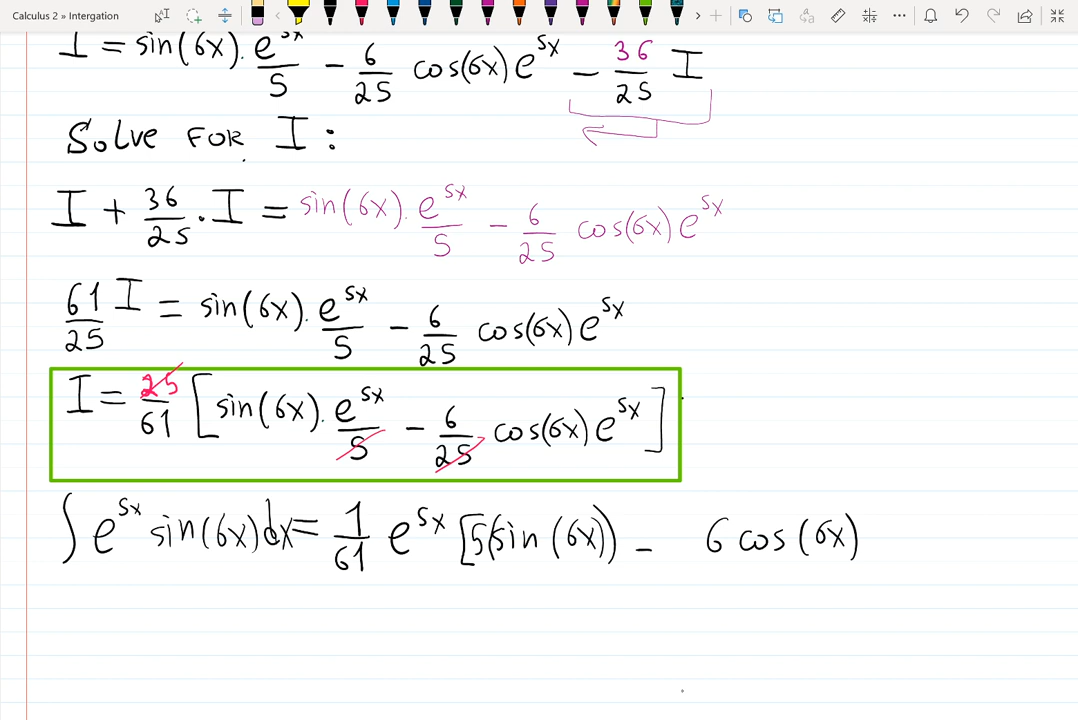 Calculus 2 » Intergation
I = sin(6x). e^5x/5 - 6/25 cos(6x) e^5x - 36/25 I
Solve FOR I :
I + 36/25 . I = sin(6x). e^5x/5 - 6/25 cos(6x) e^5x
61/25 I = sin(6x). e^5x/5 - 6/25 cos(6x) e^5x
I = 25/61 [ sin(6x). e^5x/5 - 6/25 cos(6x) e^5x ]
∫ e^5x sin(6x) dx = 1/61 e^5x [5(sin(6x)) - 6 cos(6x)